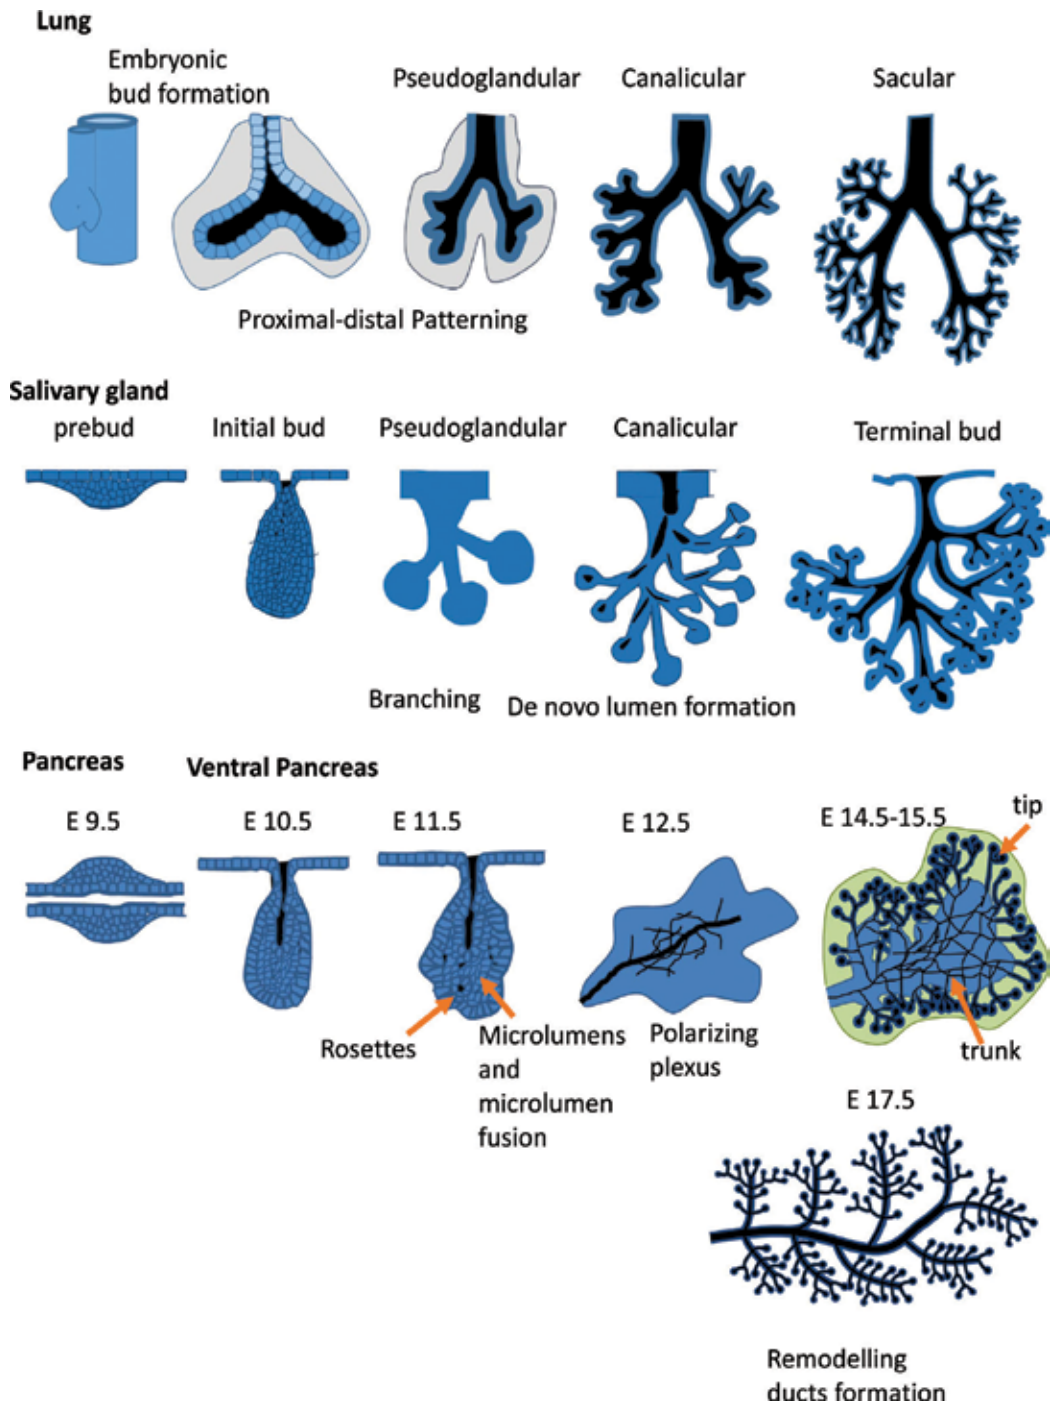 Lung
Embryonic
bud formation
Pseudoglandular
Canalicular
Sacular
Proximal-distal Patterning
Salivary gland
prebud
Initial bud
Pseudoglandular
Canalicular
Terminal bud
Branching
De novo lumen formation
Pancreas
Ventral Pancreas
E 9.5
E 10.5
E 11.5
E 12.5
E 14.5-15.5
tip
Rosettes
Microlumens
and
microlumen
fusion
Polarizing
plexus
trunk
E 17.5
Remodelling
ducts formation